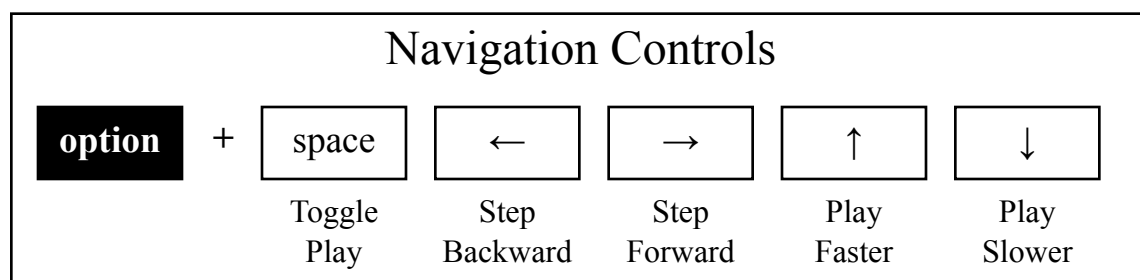 Navigation Controls
option + space ← → ↑ ↓
Toggle Step Step Play Play
Play Backward Forward Faster Slower